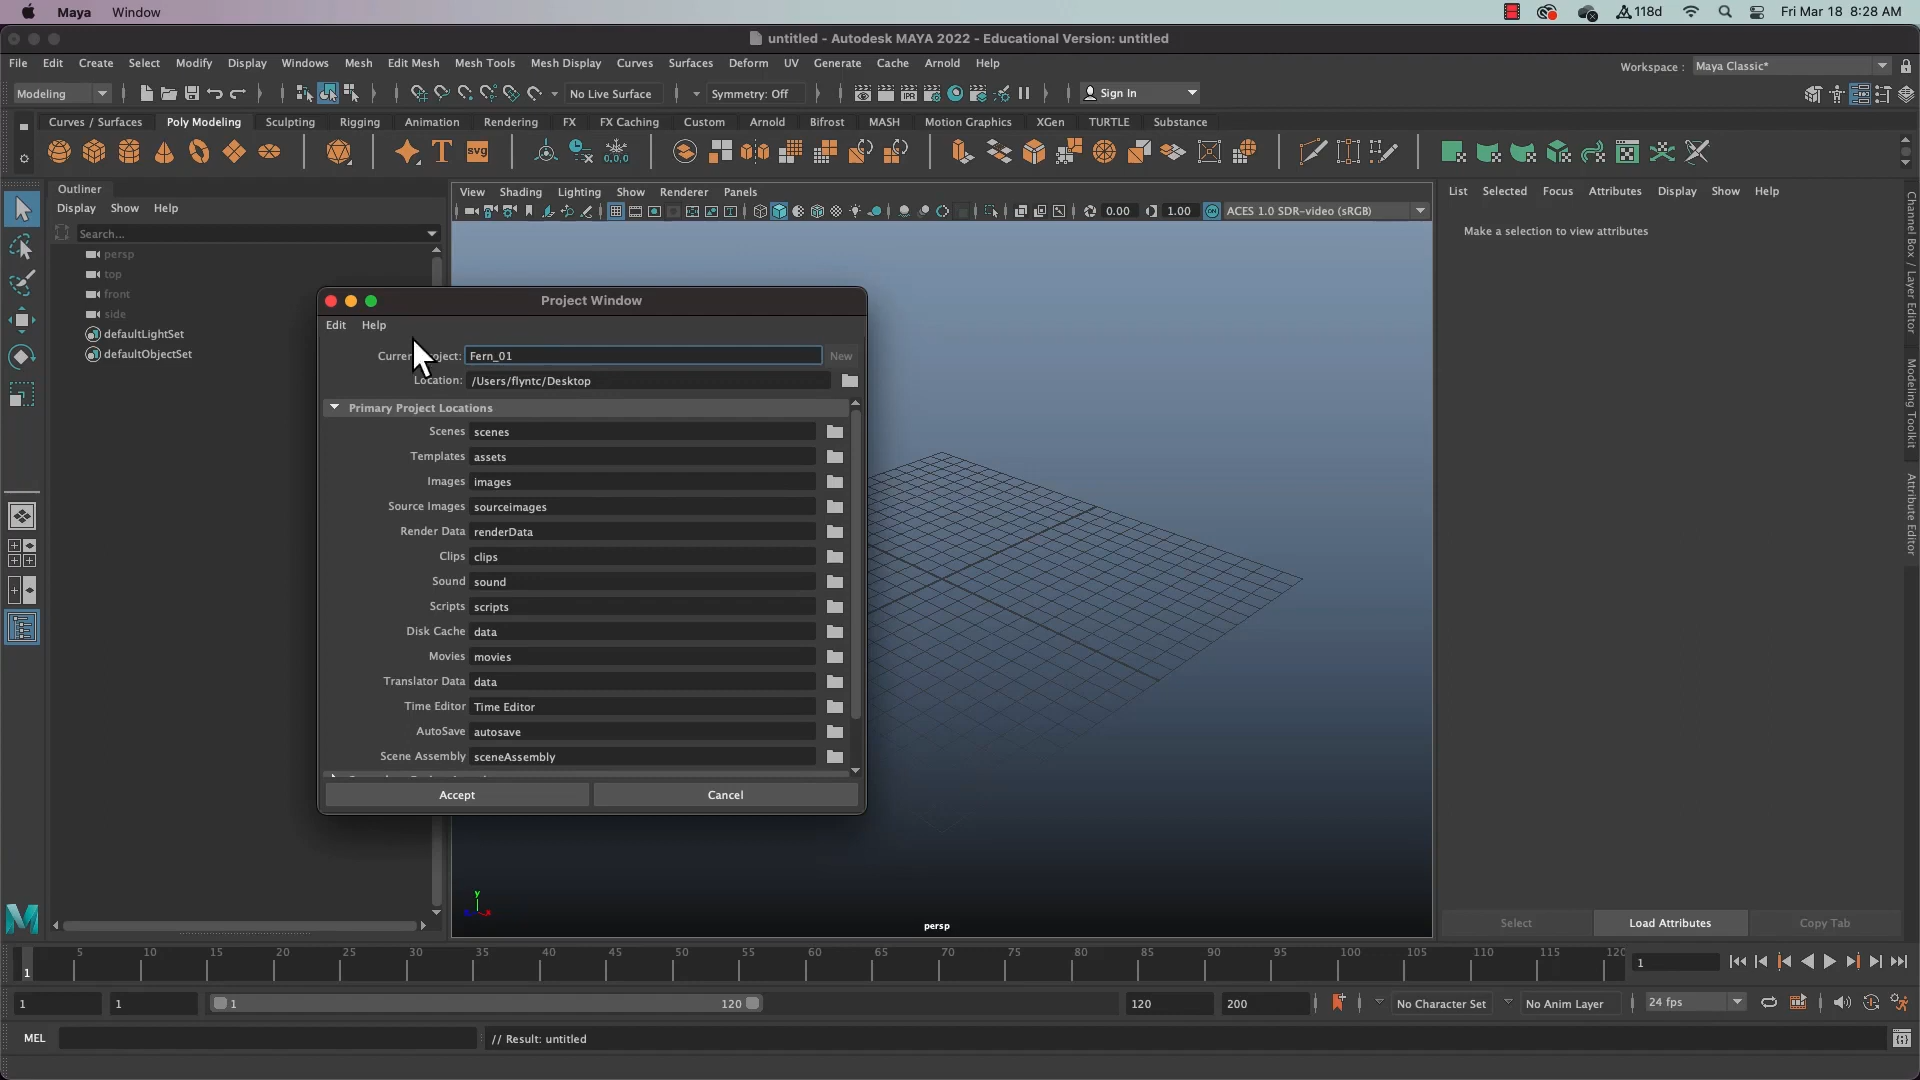 Maya Window 118d Fri Mar 18 8:28 AM
untitled - Autodesk MAYA 2022 - Educational Version: untitled
File Edit Create Select Modify Display Windows Mesh Edit Mesh Mesh Tools Mesh Display Curves Surfaces Deform UV Generate Cache Arnold Help
Workspace : Maya Classic*
Modeling No Live Surface Symmetry: Off IPR Sign In
Curves / Surfaces Poly Modeling Sculpting Rigging Animation Rendering FX FX Caching Custom Arnold Bifrost MASH Motion Graphics XGen TURTLE Substance
T svg 0,0,0
Outliner
Display Show Help
Search...
persp
top
front
side
defaultLightSet
defaultObjectSet
View Shading Lighting Show Renderer Panels
0.00 1.00 ON ACES 1.0 SDR-video (sRGB)
Project Window
Edit Help
Curre oject: Fern_01 New
Location: /Users/flyntc/Desktop
Primary Project Locations
Scenes scenes
Templates assets
Images images
Source Images sourceimages
Render Data renderData
Clips clips
Sound sound
Scripts scripts
Disk Cache data
Movies movies
Translator Data data
Time Editor Time Editor
AutoSave autosave
Scene Assembly sceneAssembly
Accept Cancel
y
persp
List Selected Focus Attributes Display Show Help
Make a selection to view attributes
Channel Box / Layer Editor
Modeling Toolkit
Attribute Editor
Select Load Attributes Copy Tab
M
1 5 10 15 20 25 30 35 40 45 50 55 60 65 70 75 80 85 90 95 100 105 110 115 120 1
1 1 1 120 120 200 No Character Set No Anim Layer 24 fps
MEL // Result: untitled